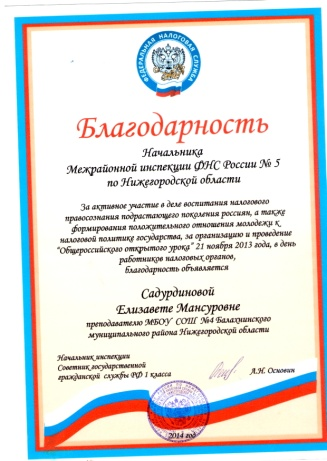 ФЕДЕРАЛЬНАЯ НАЛОГОВАЯ СЛУЖБА
Благодарность
Начальника
Межрайонной инспекции ФНС России № 5
по Нижегородской области
За активное участие в деле воспитания налогового
правосознания подрастающего поколения россиян, а также
формирования положительного отношения молодежи к
налоговой политике государства, за организацию и проведение
"Общероссийского открытого урока" 21 ноября 2013 года, в день
работников налоговых органов,
Благодарность объявляется
Садурдиновой
Елизавете Мансуровне
преподавателю МБОУ СОШ №4 Балахнинского
муниципального района Нижегородской области
Начальник инспекции
Советник государственной
гражданской службы РФ 1 класса
А.Н. Основин
2014 год